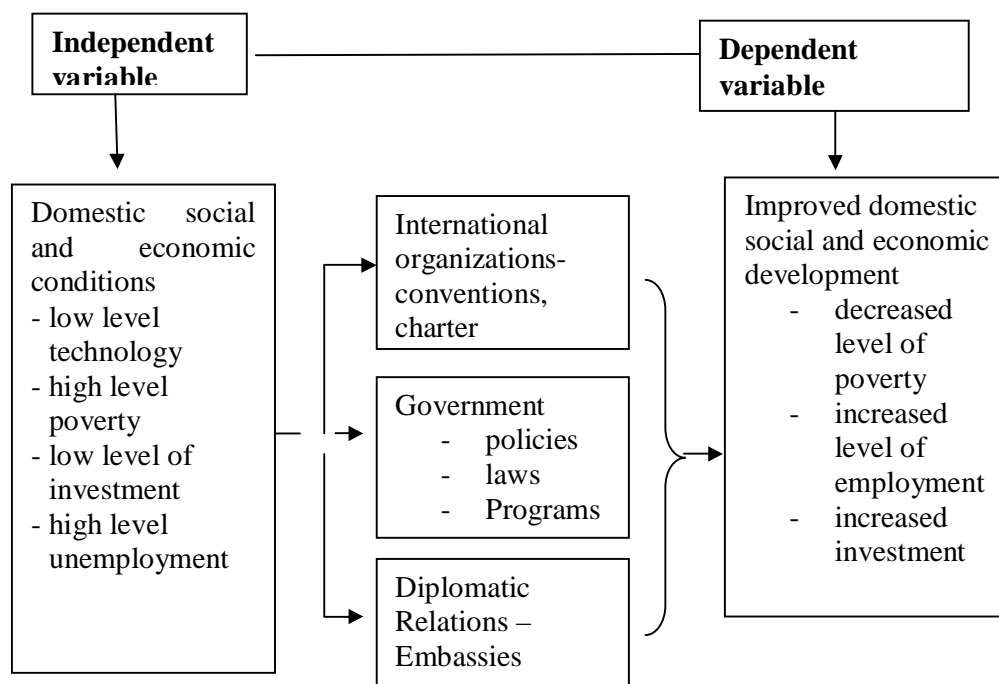 Independent
variable
Dependent
variable
Domestic social
and economic
conditions
- low level
technology
- high level
poverty
- low level of
investment
- high level
unemployment
International
organizations-
conventions,
charter
Government
- policies
- laws
- Programs
Diplomatic
Relations –
Embassies
Improved domestic
social and economic
development
- decreased
level of
poverty
- increased
level of
employment
- increased
investment